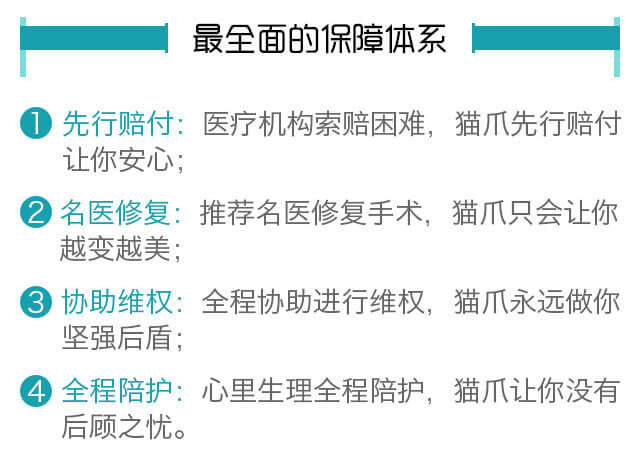 最全面的保障体系
1 先行赔付：医疗机构索赔困难，猫爪先行赔付
让你安心；
2 名医修复：推荐名医修复手术，猫爪只会让你
越变越美；
3 协助维权：全程协助进行维权，猫爪永远做你
坚强后盾；
4 全程陪护：心里生理全程陪护，猫爪让你没有
后顾之忧。